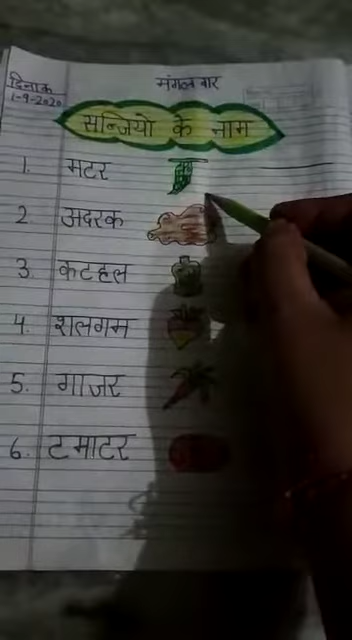 दिनाक मंगलवार
1-9-2020
सब्जियो के नाम
1. मटर
2. अदरक
3. कटहल
4. शलगम
5. गाजर
6. टमाटर